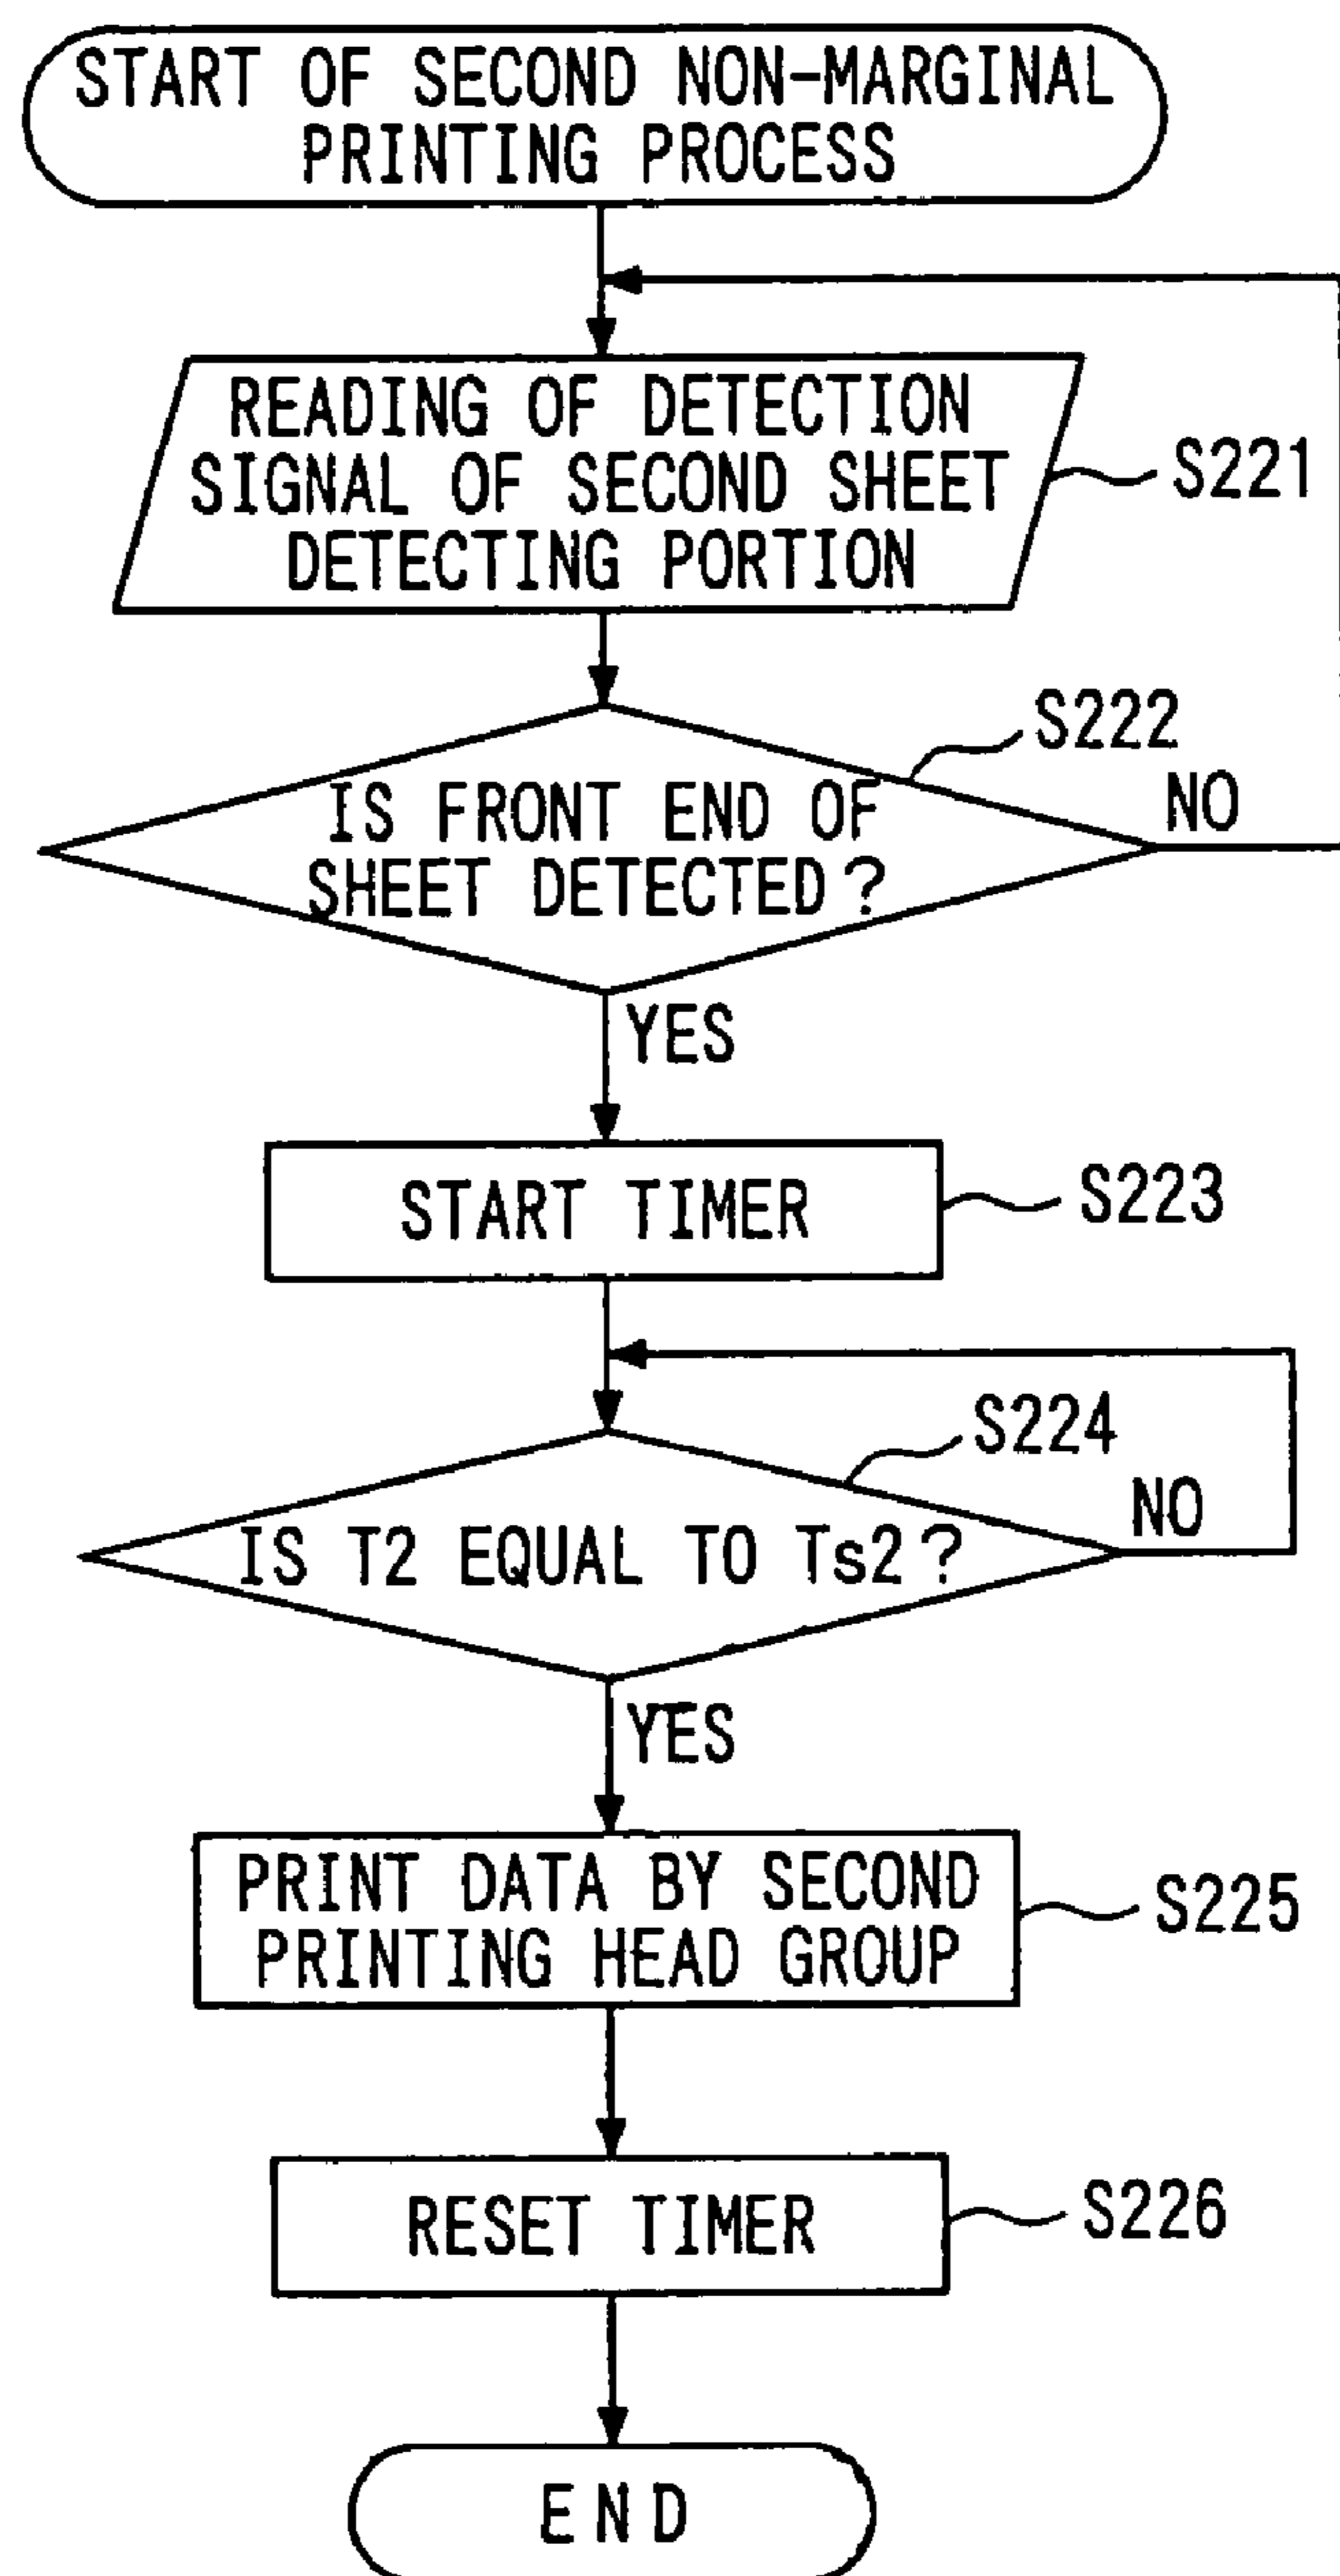 START OF SECOND NON-MARGINAL
PRINTING PROCESS
READING OF DETECTION
SIGNAL OF SECOND SHEET
DETECTING PORTION
S221
S222
IS FRONT END OF
SHEET DETECTED?
NO
YES
START TIMER
S223
S224
IS T2 EQUAL TO Ts2?
NO
YES
PRINT DATA BY SECOND
PRINTING HEAD GROUP
S225
RESET TIMER
S226
END